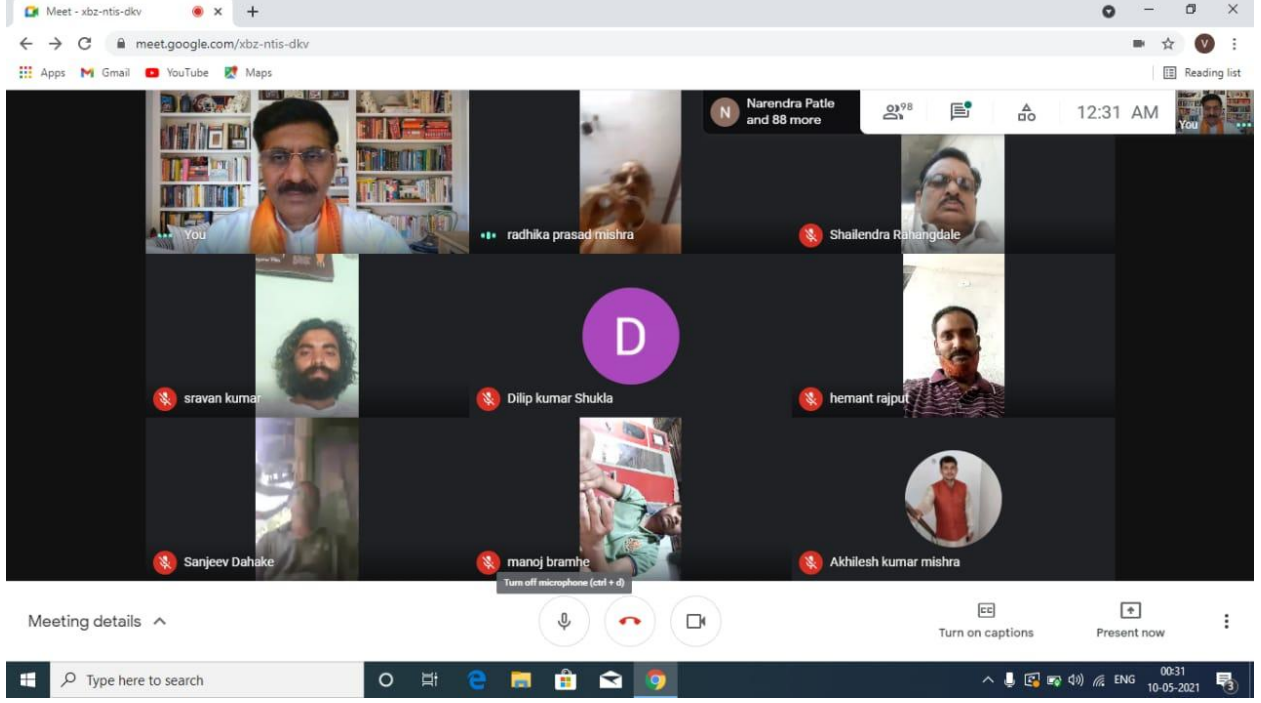 Meet - xbz-ntis-dkv
meet.google.com/xbz-ntis-dkv
V
Apps Gmail YouTube Maps Reading list
N Narendra Patle
and 88 more
98
12:31 AM
You
You
radhika prasad mishra
Shailendra Rahangdale
sravan kumar
D
Dilip kumar Shukla
hemant rajput
Sanjeev Dahake
manoj bramhe
Akhilesh kumar mishra
Turn off microphone (ctrl + d)
Meeting details
CC
Turn on captions
Present now
Type here to search
ENG
00:31
10-05-2021
3